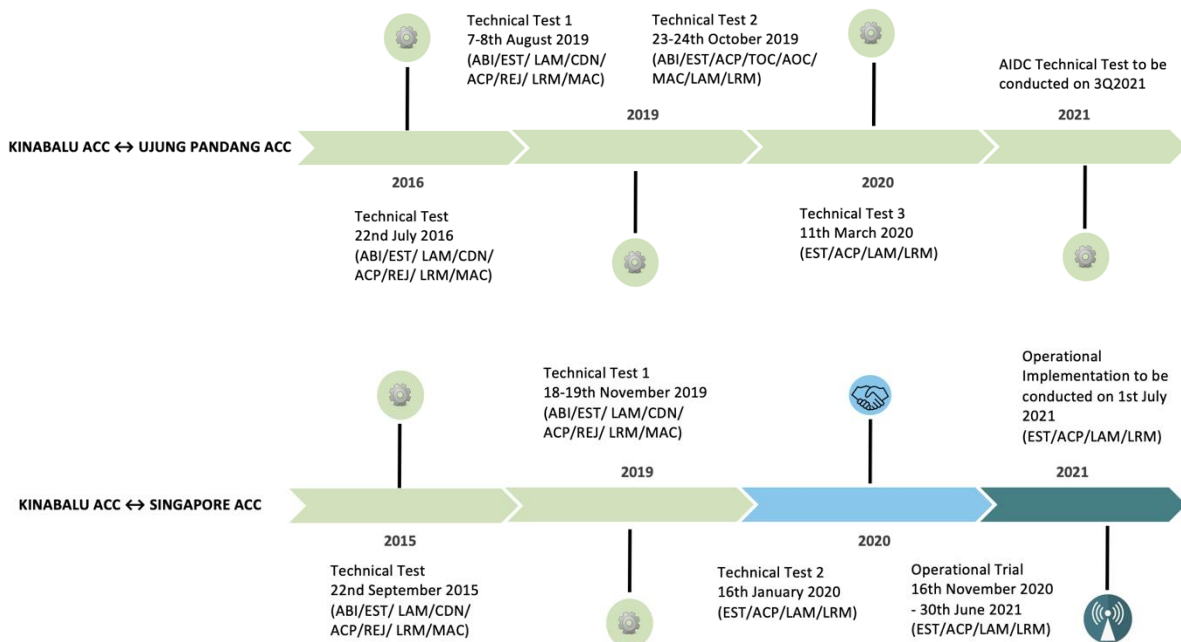 Technical Test 1
7-8th August 2019
(ABI/EST/ LAM/CDN/
ACP/REJ/ LRM/MAC)
Technical Test 2
23-24th October 2019
(ABI/EST/ACP/TOC/AOC/
MAC/LAM/LRM)
AIDC Technical Test to be
conducted on 3Q2021
2019
2021
KINABALU ACC ↔ UJUNG PANDANG ACC
2016
2020
Technical Test
22nd July 2016
(ABI/EST/ LAM/CDN/
ACP/REJ/ LRM/MAC)
Technical Test 3
11th March 2020
(EST/ACP/LAM/LRM)
Technical Test 1
18-19th November 2019
(ABI/EST/ LAM/CDN/
ACP/REJ/ LRM/MAC)
Operational
Implementation to be
conducted on 1st July
2021
(EST/ACP/LAM/LRM)
2019
2021
KINABALU ACC ↔ SINGAPORE ACC
2015
2020
Technical Test
22nd September 2015
(ABI/EST/ LAM/CDN/
ACP/REJ/ LRM/MAC)
Technical Test 2
16th January 2020
(EST/ACP/LAM/LRM)
Operational Trial
16th November 2020
- 30th June 2021
(EST/ACP/LAM/LRM)